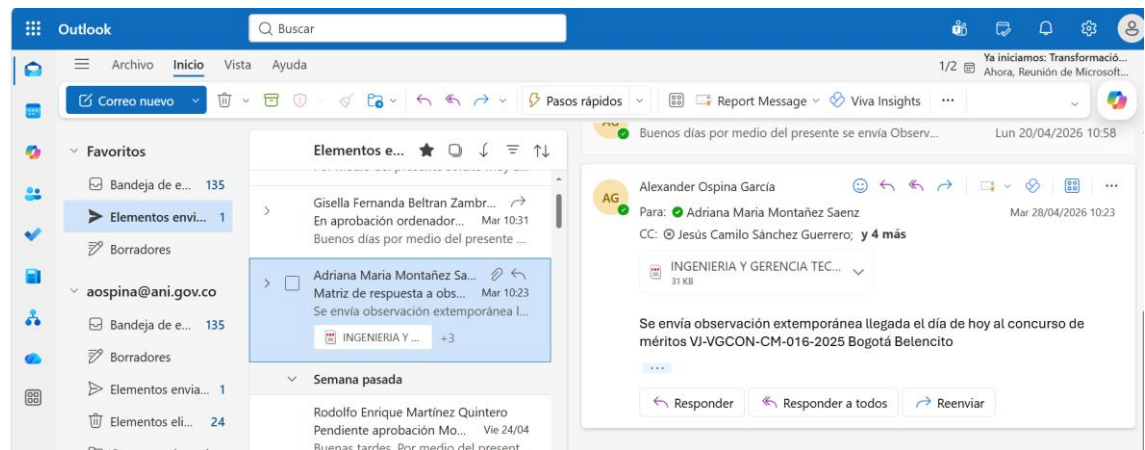 Outlook
Buscar
Archivo Inicio Vista Ayuda
1/2 Ya iniciamos: Transformació...
Ahora, Reunión de Microsoft...
Correo nuevo
Pasos rápidos
Report Message
Viva Insights
Favoritos
Bandeja de e... 135
Elementos envi... 1
Borradores
aospina@ani.gov.co
Bandeja de e... 135
Borradores
Elementos envia... 1
Elementos eli... 24
Elementos e...
Gisella Fernanda Beltran Zambr...
En aprobación ordenador... Mar 10:31
Buenos días por medio del presente ...
Adriana Maria Montañez Sa...
Matriz de respuesta a obs... Mar 10:23
Se envía observación extemporánea l...
INGENIERIA Y ... +3
Semana pasada
Rodolfo Enrique Martínez Quintero
Pendiente aprobación Mo... Vie 24/04
Buenas tardes. Por medio del present
AG
Buenos días por medio del presente se envía Observ... Lun 20/04/2026 10:58
AG
Alexander Ospina García
Para: Adriana Maria Montañez Saenz Mar 28/04/2026 10:23
CC: Jesús Camilo Sánchez Guerrero; y 4 más
INGENIERIA Y GERENCIA TEC...
31 KB
Se envía observación extemporánea llegada el día de hoy al concurso de
méritos VJ-VGCON-CM-016-2025 Bogotá Belencito
Responder
Responder a todos
Reenviar